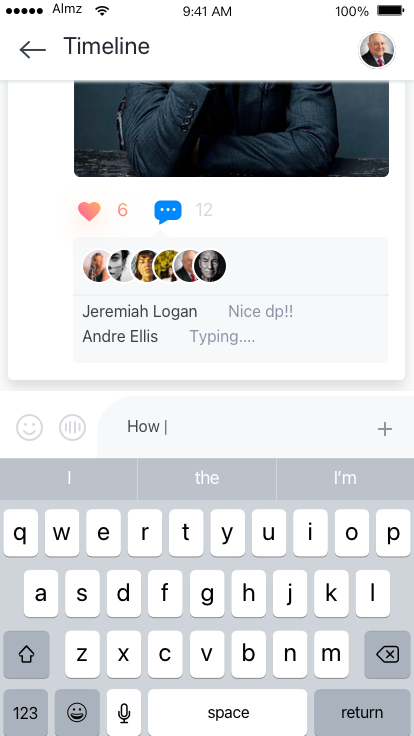 Almz 9:41 AM 100%
Timeline
6 12
Jeremiah Logan Nice dp!!
Andre Ellis Typing....
How |
I the I'm
q w e r t y u i o p
a s d f g h j k l
z x c v b n m
123 space return